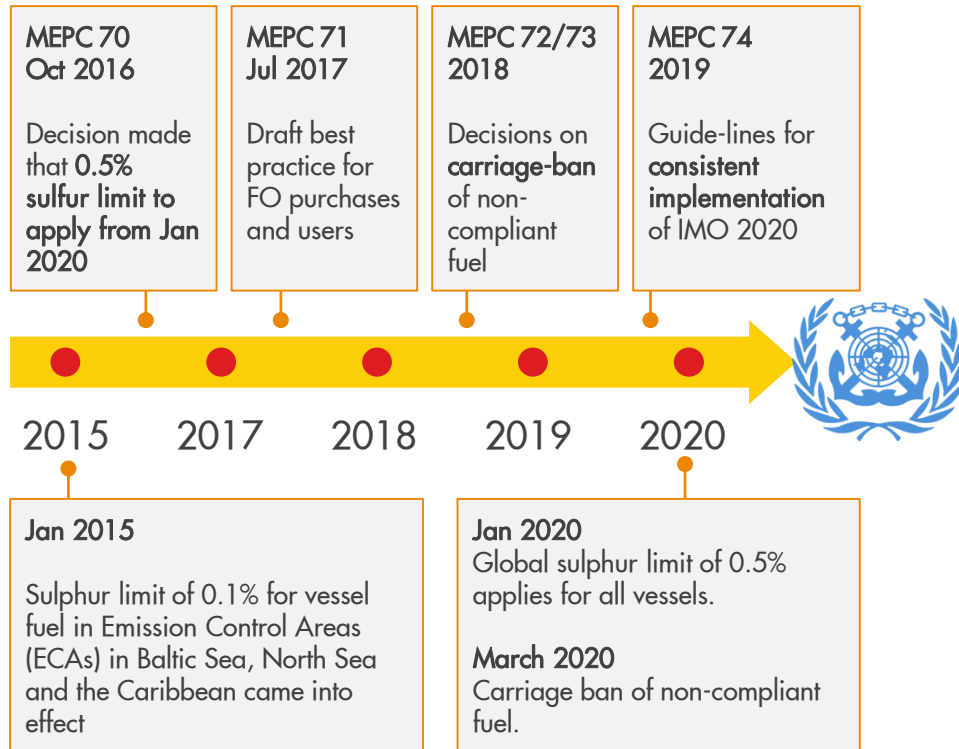 MEPC 70
Oct 2016
Decision made
that 0.5%
sulfur limit to
apply from Jan
2020
MEPC 71
Jul 2017
Draft best
practice for
FO purchases
and users
MEPC 72/73
2018
Decisions on
carriage-ban
of non-
compliant
fuel
MEPC 74
2019
Guide-lines for
consistent
implementation
of IMO 2020
2015
2017
2018
2019
2020
Jan 2015
Sulphur limit of 0.1% for vessel
fuel in Emission Control Areas
(ECAs) in Baltic Sea, North Sea
and the Caribbean came into
effect
Jan 2020
Global sulphur limit of 0.5%
applies for all vessels.
March 2020
Carriage ban of non-compliant
fuel.